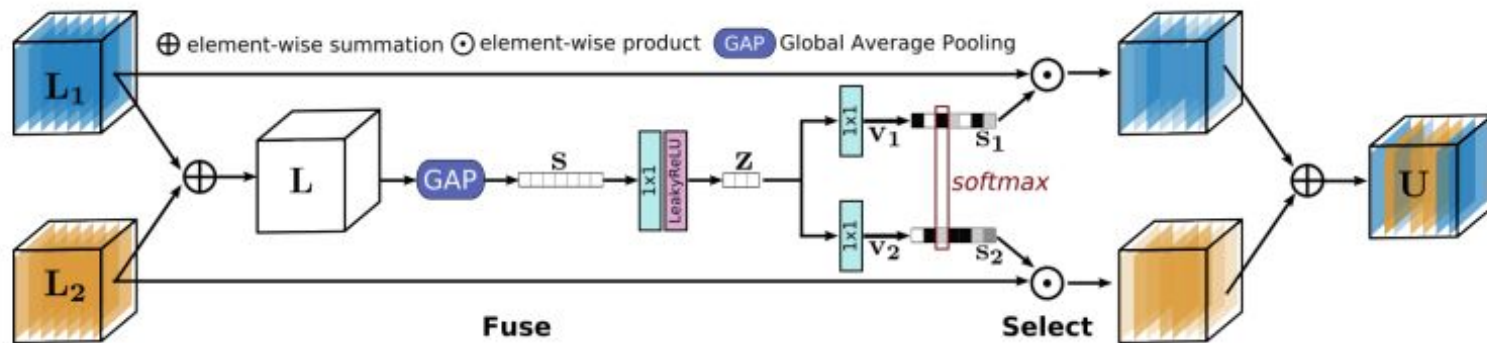 ⊕ element-wise summation ⊙ element-wise product GAP Global Average Pooling
L₁
L₂
L
GAP
s
1x1
LeakyReLU
z
1x1
v₁
s₁
softmax
1x1
v₂
s₂
U
Fuse
Select